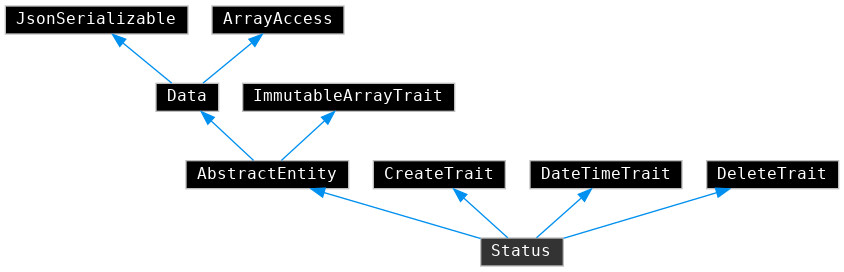 JsonSerializable
ArrayAccess
Data
ImmutableArrayTrait
AbstractEntity
CreateTrait
DateTimeTrait
DeleteTrait
Status